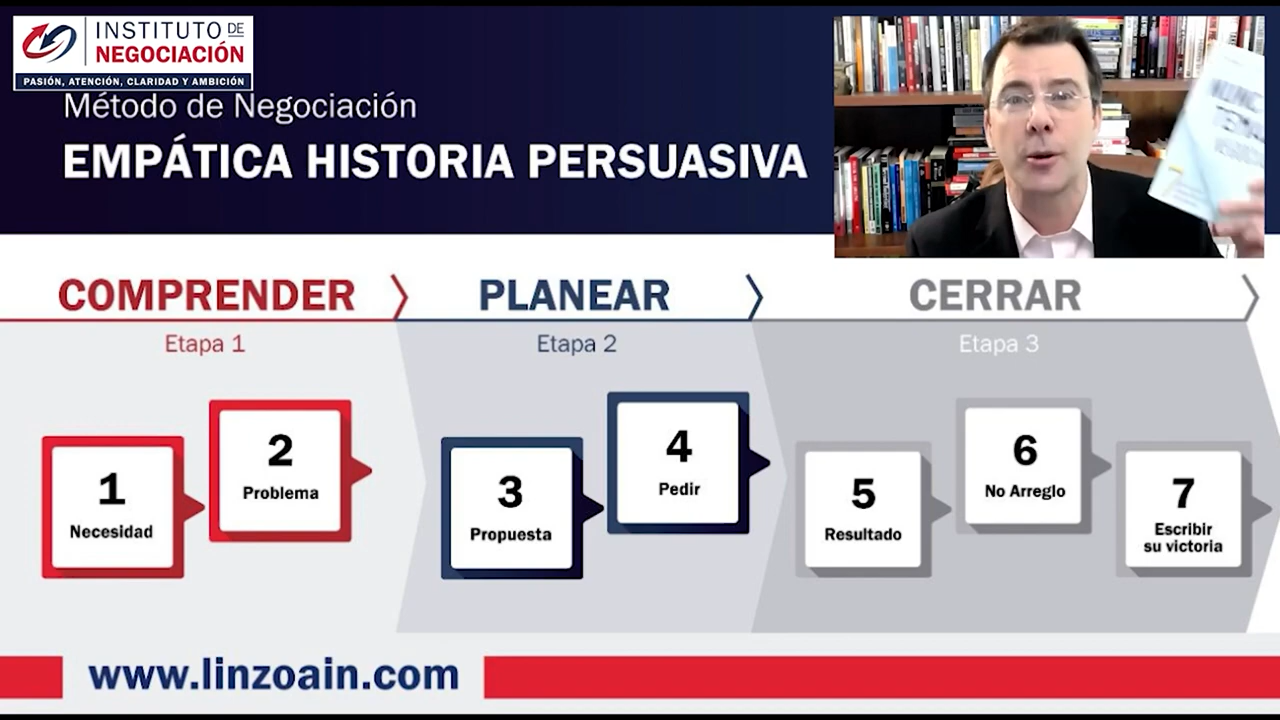 INSTITUTO DE
NEGOCIACIÓN
PASIÓN, ATENCIÓN, CLARIDAD Y AMBICIÓN
Método de Negociación
EMPÁTICA HISTORIA PERSUASIVA
COMPRENDER
PLANEAR
CERRAR
Etapa 1
Etapa 2
Etapa 3
1
Necesidad
2
Problema
3
Propuesta
4
Pedir
5
Resultado
6
No Arreglo
7
Escribir
su victoria
www.linzoain.com